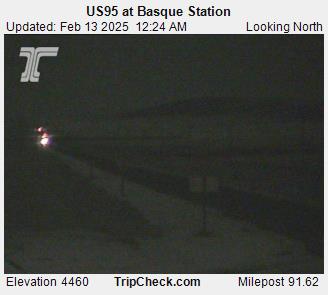 US95 at Basque Station
Updated: Feb 13 2025 12:24 AM Looking North
Elevation 4460 TripCheck.com Milepost 91.62